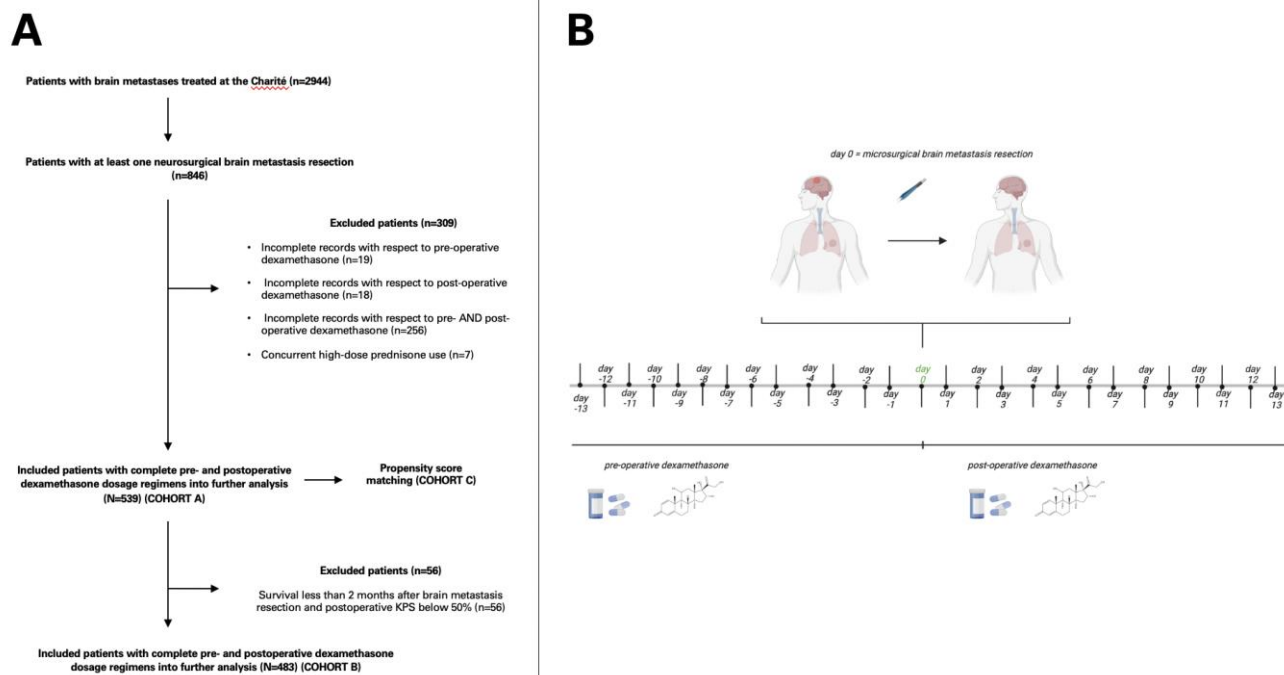 A
Patients with brain metastases treated at the Charité (n=2944)
Patients with at least one neurosurgical brain metastasis resection
(n=846)
Excluded patients (n=309)
• Incomplete records with respect to pre-operative
dexamethasone (n=19)
• Incomplete records with respect to post-operative
dexamethasone (n=18)
• Incomplete records with respect to pre- AND post-
operative dexamethasone (n=256)
• Concurrent high-dose prednisone use (n=7)
Included patients with complete pre- and postoperative
dexamethasone dosage regimens into further analysis
(N=539) (COHORT A)
Propensity score
matching (COHORT C)
Excluded patients (n=56)
Survival less than 2 months after brain metastasis
resection and postoperative KPS below 50% (n=56)
Included patients with complete pre- and postoperative dexamethasone
dosage regimens into further analysis (N=483) (COHORT B)
B
day 0 = microsurgical brain metastasis resection
day -12 day -10 day -8 day -6 day -4 day -2 day 0 day 2 day 4 day 6 day 8 day 10 day 12
day -13 day -11 day -9 day -7 day -5 day -3 day -1 day 1 day 3 day 5 day 7 day 9 day 11 day 13
pre-operative dexamethasone
post-operative dexamethasone